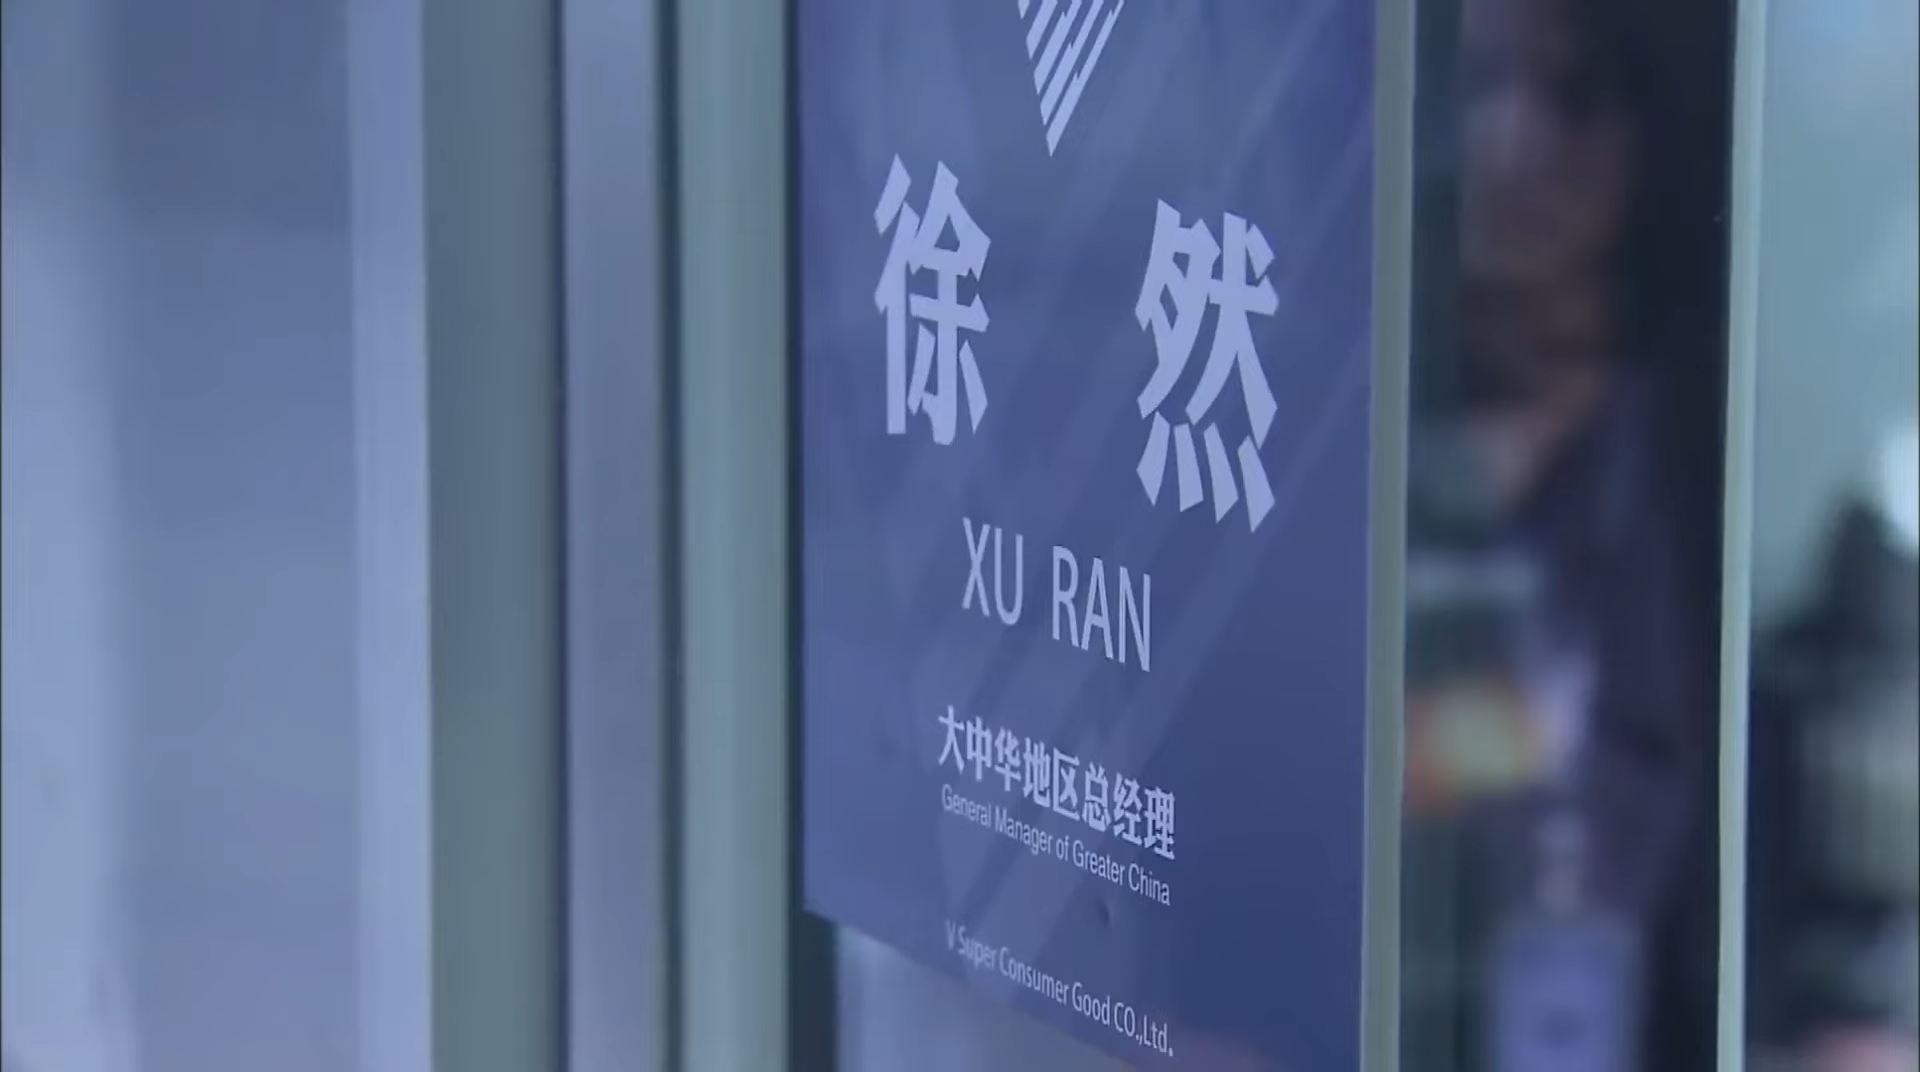 徐然
XU RAN
大中华地区总经理
General Manager of Greater China
V Super Consumer Good CO.,Ltd.